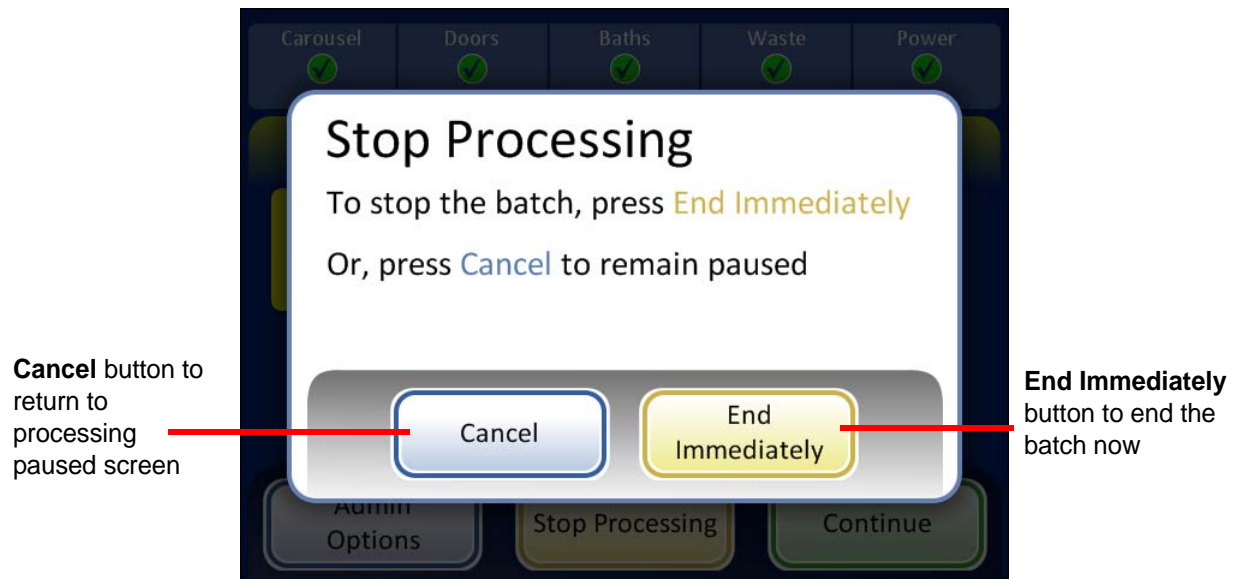 Carousel Doors Baths Waste Power
Stop Processing
To stop the batch, press End Immediately
Or, press Cancel to remain paused
Cancel button to
return to
processing
paused screen
Cancel
End
Immediately
End Immediately
button to end the
batch now
Admin
Options
Stop Processing
Continue